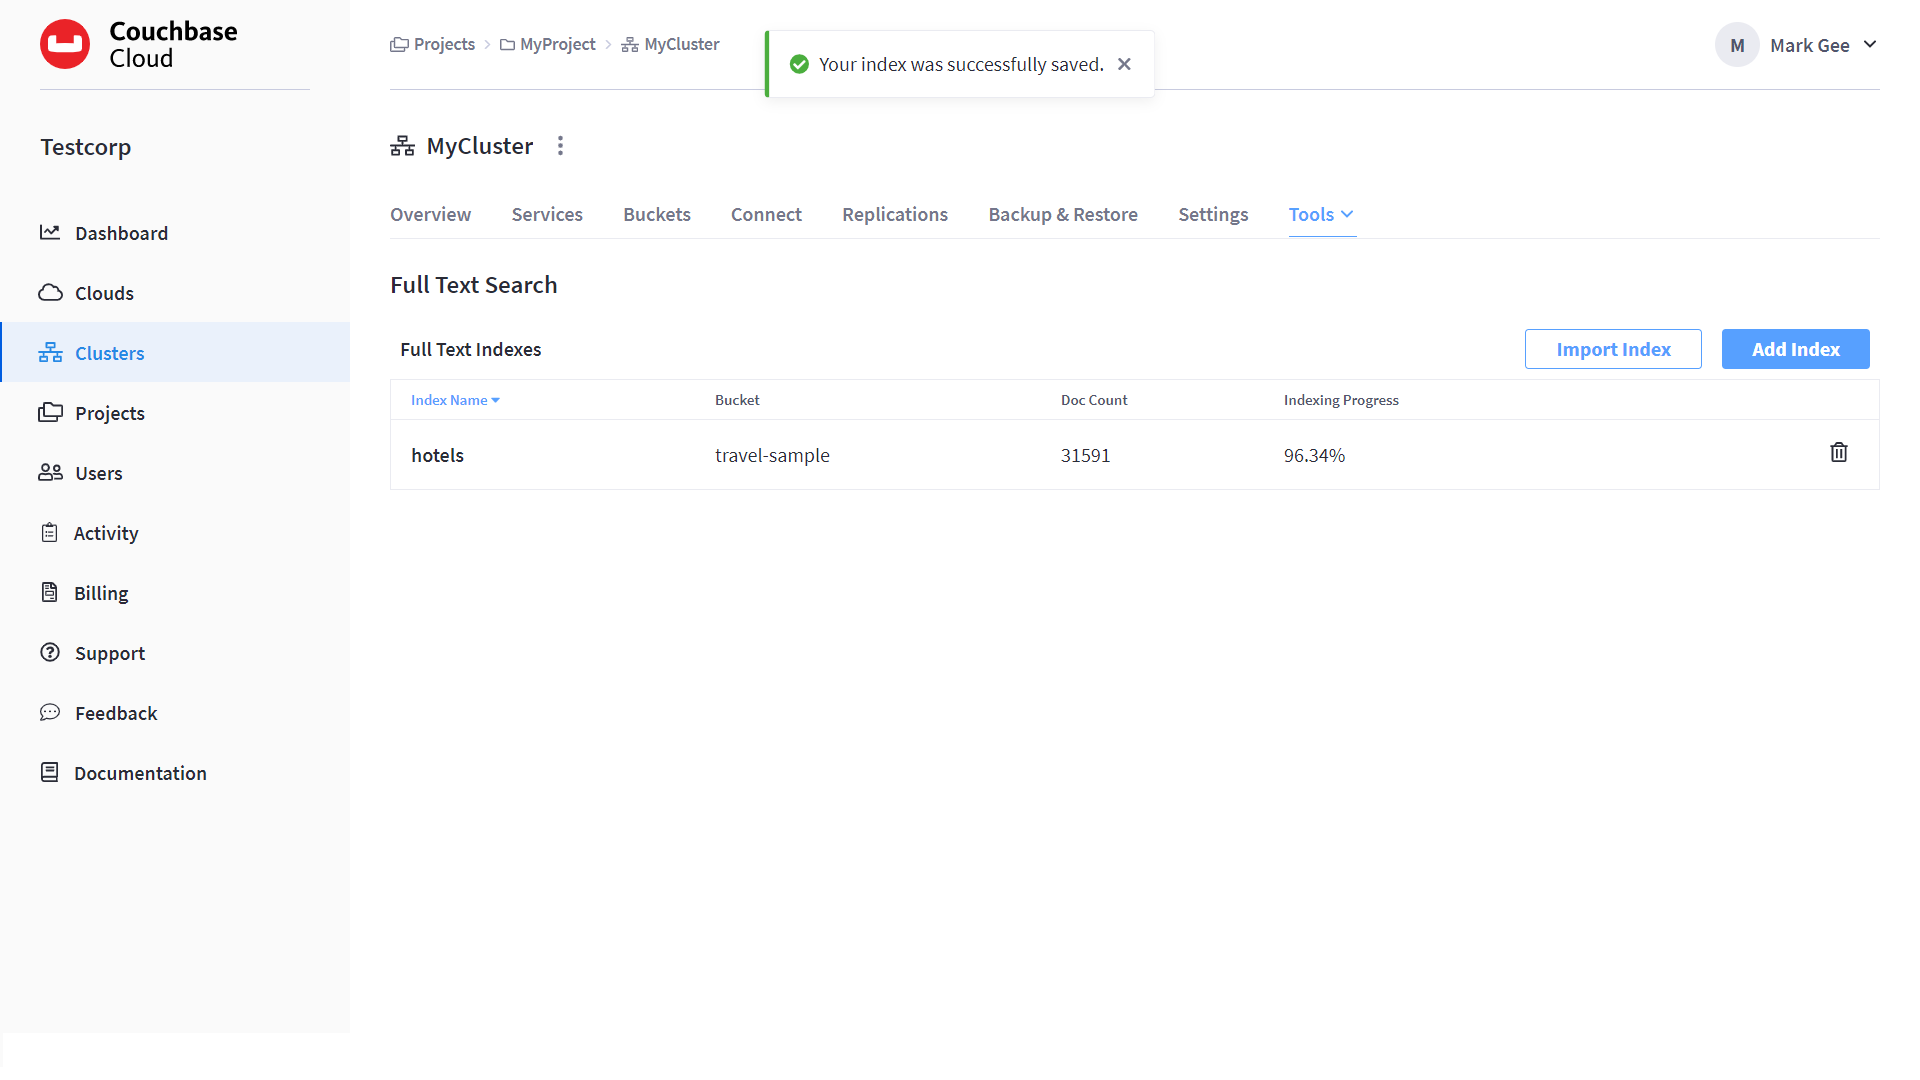 Couchbase
Cloud
Testcorp
Dashboard
Clouds
Clusters
Projects
Users
Activity
Billing
Support
Feedback
Documentation
Projects > MyProject > MyCluster
Your index was successfully saved.
M Mark Gee
MyCluster
Overview Services Buckets Connect Replications Backup & Restore Settings Tools
Full Text Search
Full Text Indexes Import Index Add Index
Index Name Bucket Doc Count Indexing Progress
hotels travel-sample 31591 96.34%